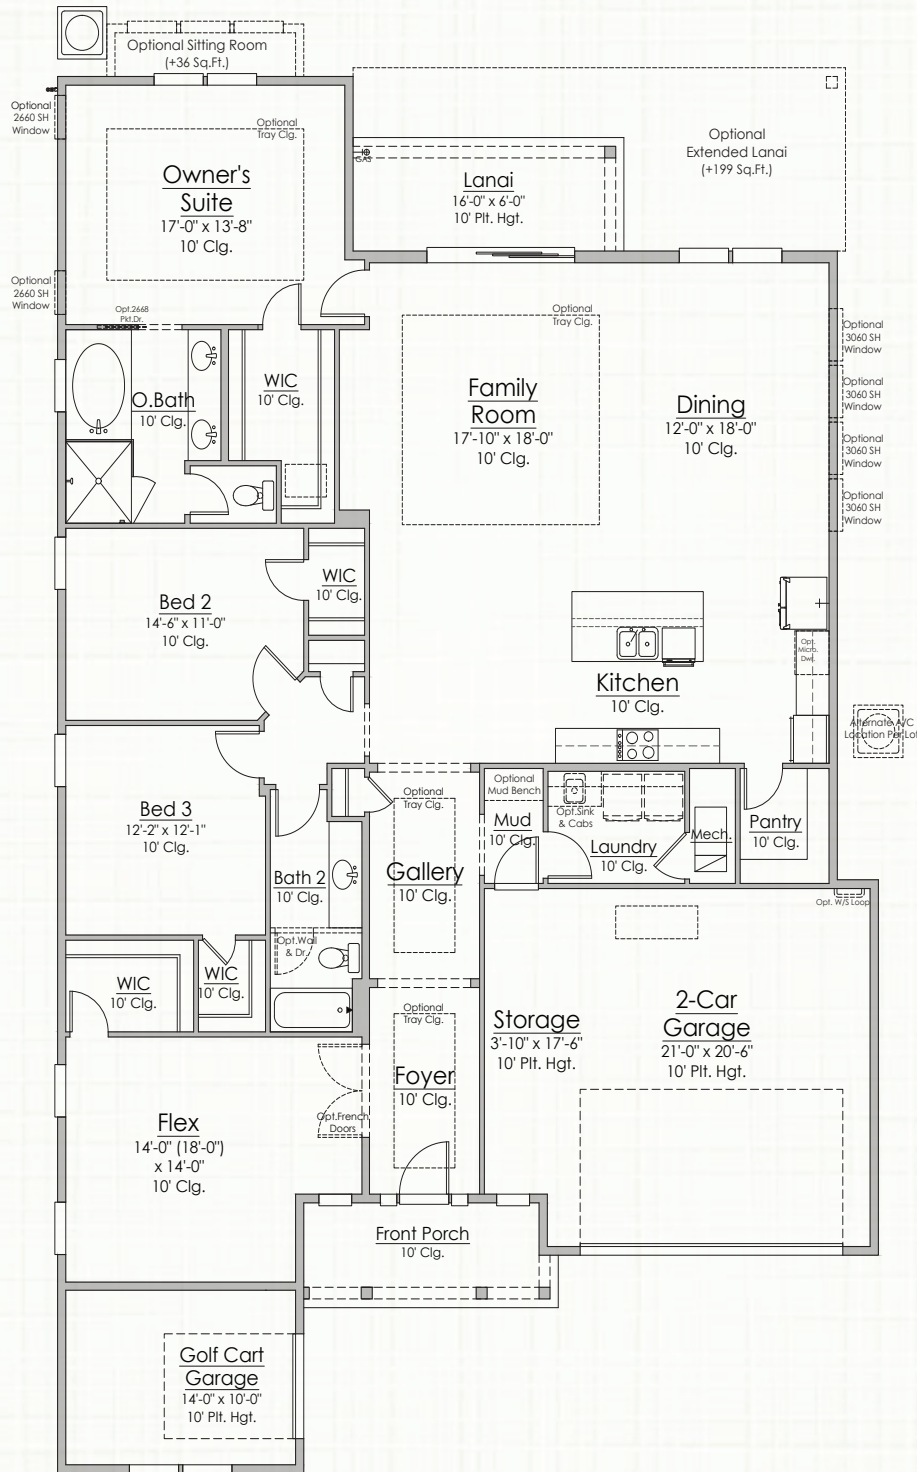 Optional Sitting Room
(+36 Sq.Ft.)
Optional
2660 SH
Window
Optional
Tray Clg.
Owner's
Suite
17'-0" x 13'-8"
10' Clg.
Optional
2660 SH
Window
Opt.2668
Pkt.Dr.
GAS
Lanai
16'-0" x 6'-0"
10' Plt. Hgt.
Optional
Extended Lanai
(+199 Sq.Ft.)
O.Bath
10' Clg.
WIC
10' Clg.
Optional
Tray Clg.
Family
Room
17'-10" x 18'-0"
10' Clg.
Dining
12'-0" x 18'-0"
10' Clg.
Optional
3060 SH
Window
Optional
3060 SH
Window
Optional
3060 SH
Window
Optional
3060 SH
Window
Bed 2
14'-6" x 11'-0"
10' Clg.
WIC
10' Clg.
Opt.
Micro.
Dwr.
Kitchen
10' Clg.
Alternate A/C
Location Per Lot
Bed 3
12'-2" x 12'-1"
10' Clg.
Bath 2
10' Clg.
Opt.Wall
& Dr.
Optional
Tray Clg.
Gallery
10' Clg.
Optional
Mud Bench
Mud
10' Clg.
Opt.Sink
& Cabs
Laundry
10' Clg.
Mech.
Pantry
10' Clg.
Opt. W/S Loop
WIC
10' Clg.
WIC
10' Clg.
Optional
Tray Clg.
Foyer
10' Clg.
Storage
3'-10" x 17'-6"
10' Plt. Hgt.
2-Car
Garage
21'-0" x 20'-6"
10' Plt. Hgt.
Flex
14'-0" (18'-0")
x 14'-0"
10' Clg.
Opt.French
Doors
Front Porch
10' Clg.
Golf Cart
Garage
14'-0" x 10'-0"
10' Plt. Hgt.